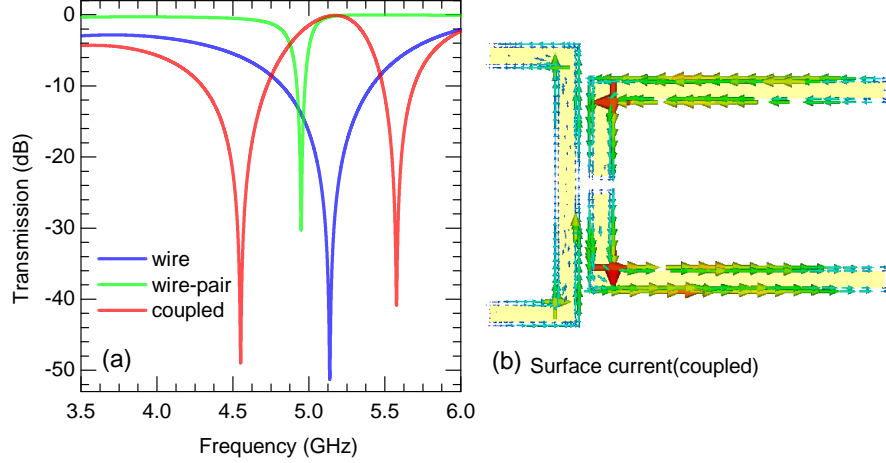 0
-10
-20
-30
-40
-50
Transmission (dB)
wire
wire-pair
coupled
(a)
3.5 4.0 4.5 5.0 5.5 6.0
Frequency (GHz)
(b) Surface current(coupled)